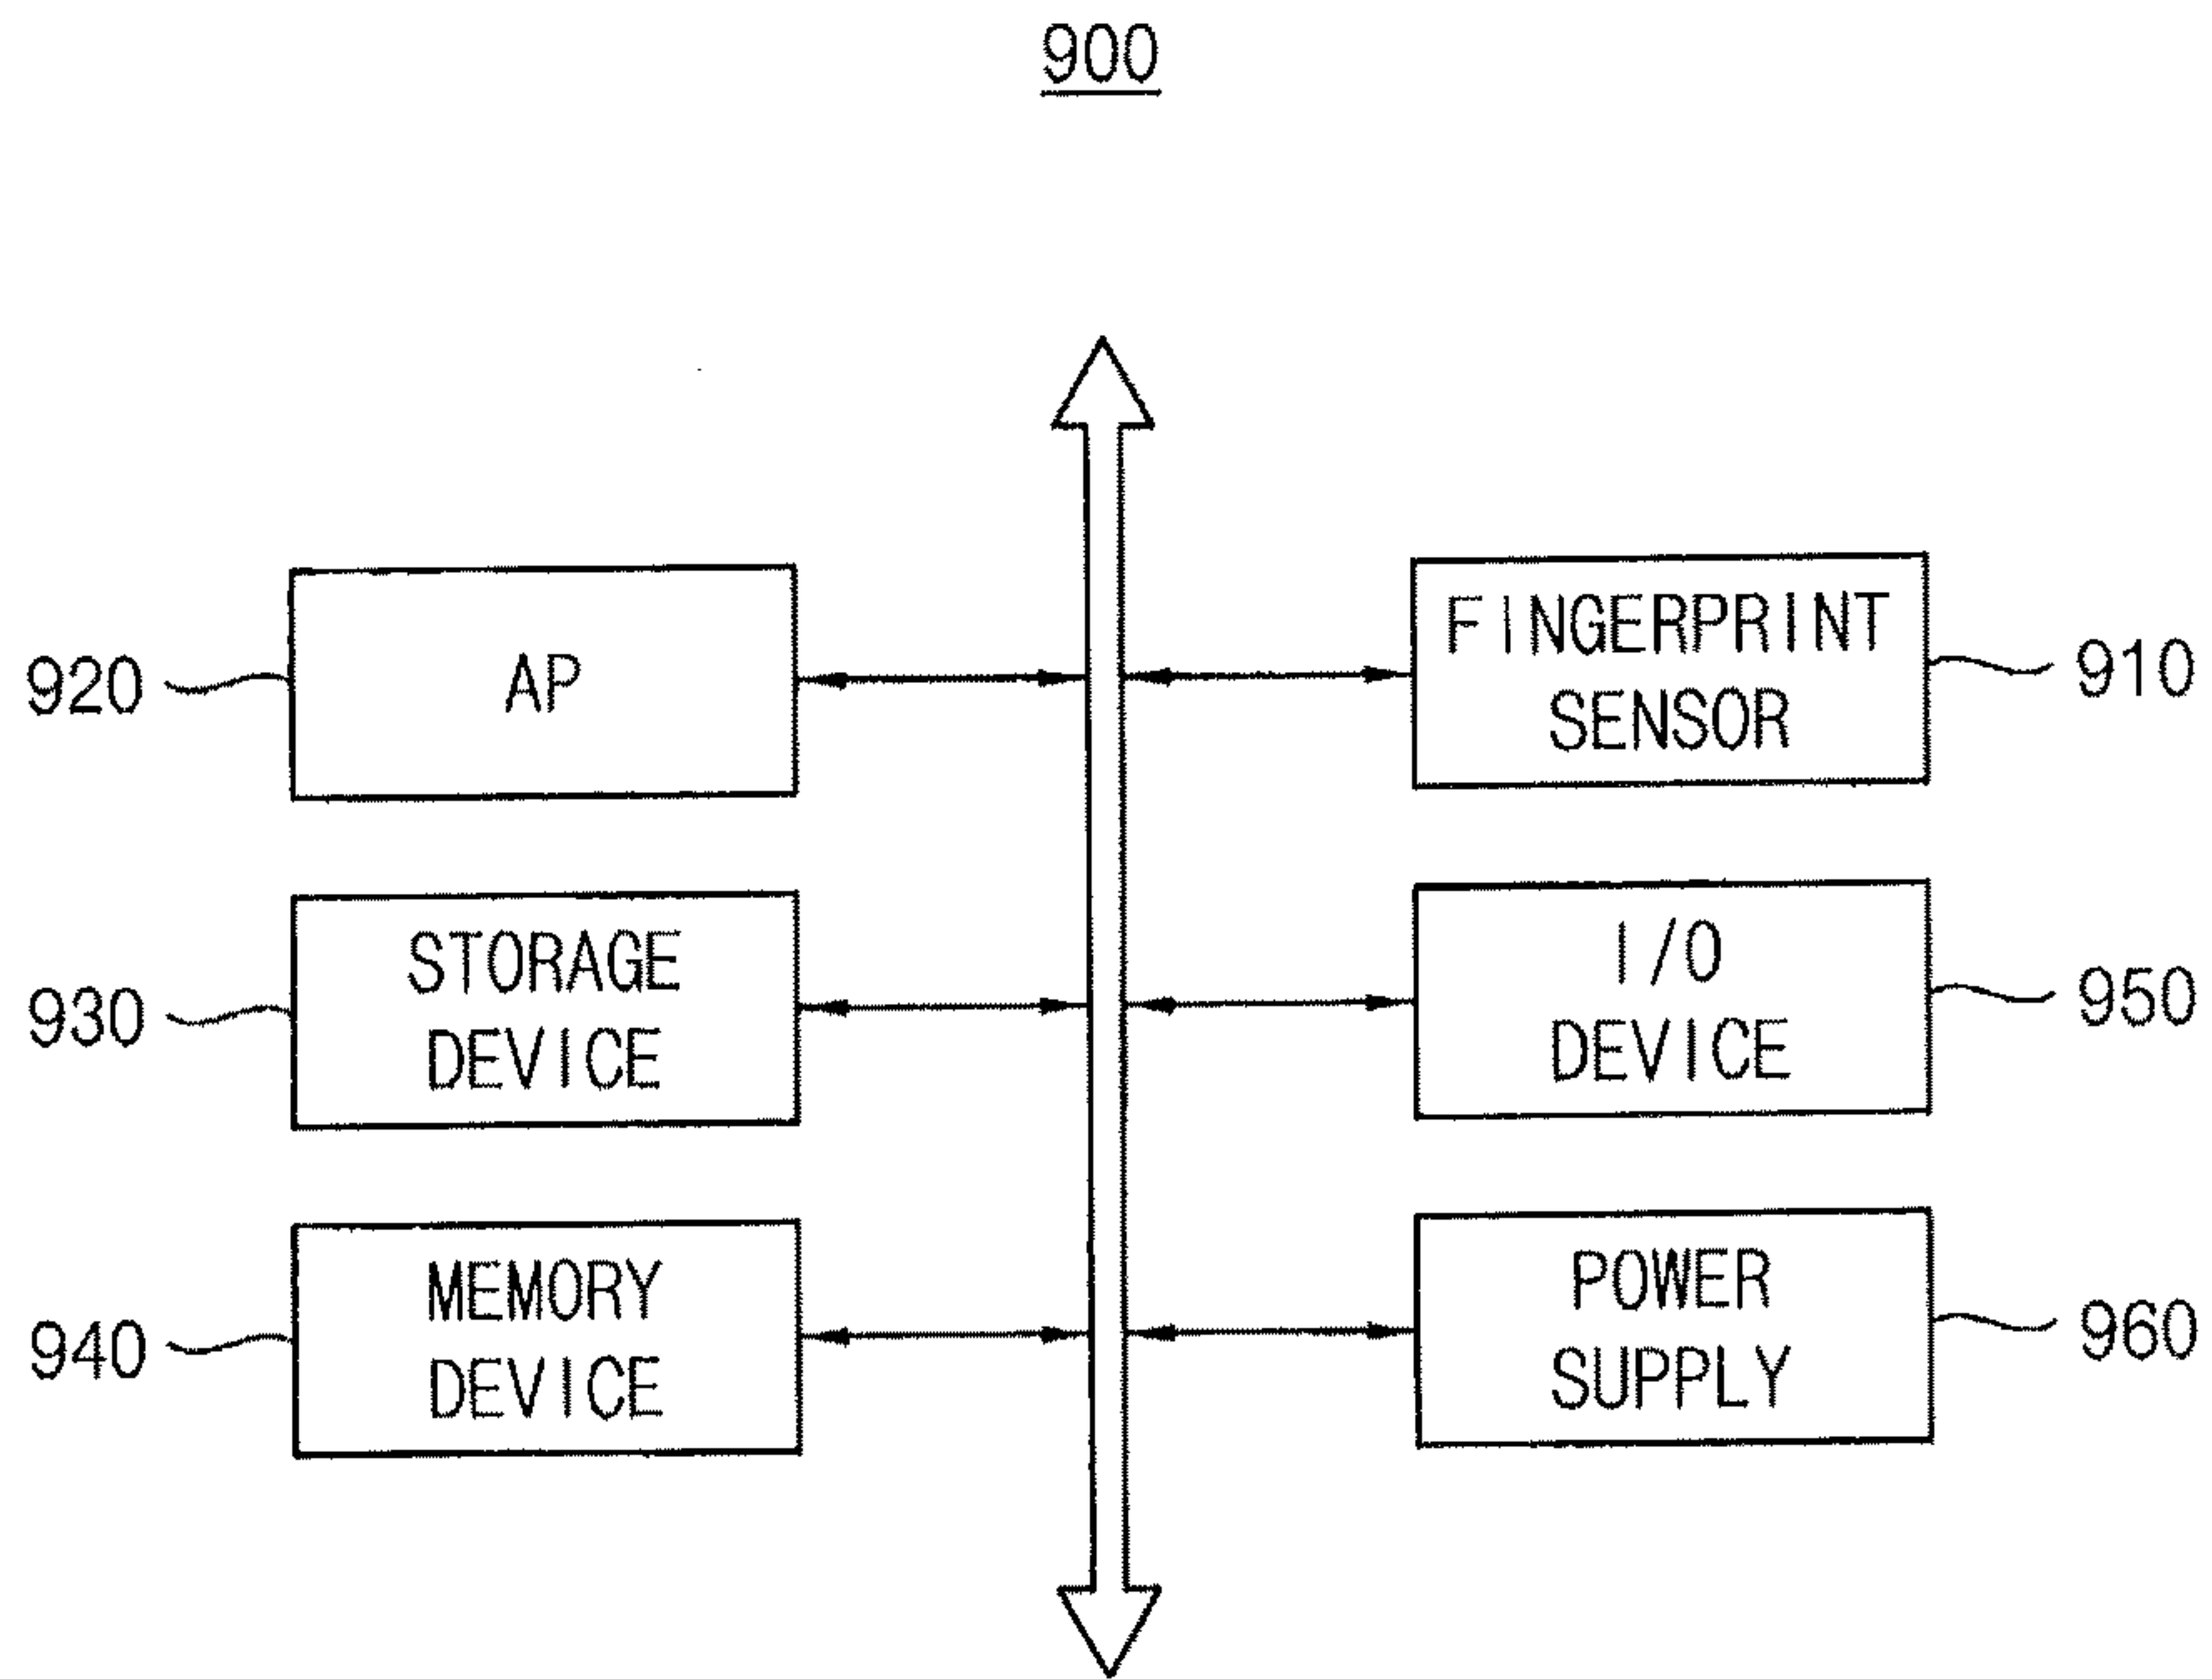 900
920
AP
FINGERPRINT
SENSOR
910
930
STORAGE
DEVICE
I/O
DEVICE
950
940
MEMORY
DEVICE
POWER
SUPPLY
960